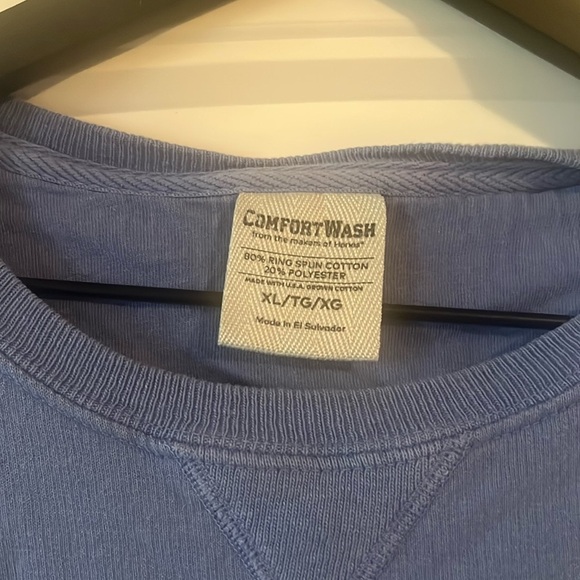 COMFORTWASH
from the makers of Hanes®
80% RING SPUN COTTON
20% POLYESTER
MADE WITH U.S.A. GROWN COTTON
XL/TG/XG
Made in El Salvador